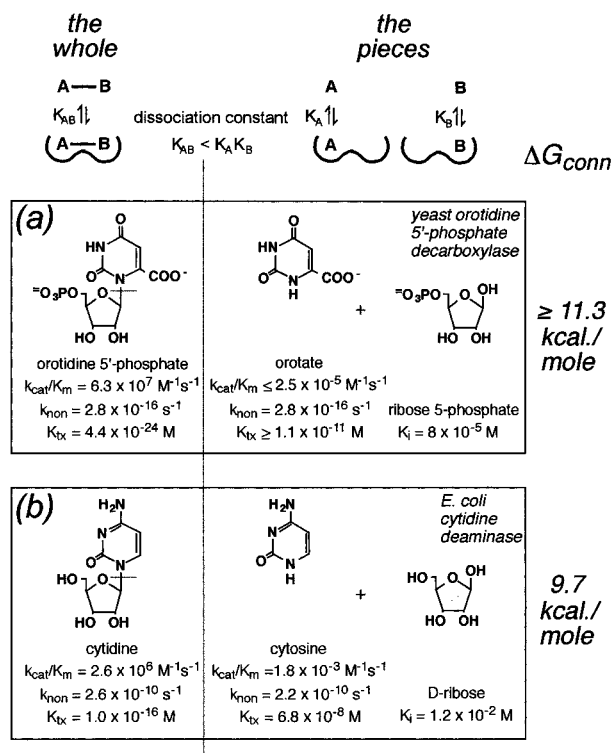 the whole
the pieces
A—B
A
B
K_AB ⇌
dissociation constant
K_A ⇌
K_B ⇌
A—B
K_AB < K_A K_B
A
B
ΔG_conn
(a)
yeast orotidine
5'-phosphate
decarboxylase
O
NH
O
N
COO⁻
⁼O₃PO
O
HO OH
O
NH
O
N
H
COO⁻
+
⁼O₃PO
O
OH
HO OH
≥ 11.3
kcal./
mole
orotidine 5'-phosphate
k_cat/K_m = 6.3 x 10⁷ M⁻¹s⁻¹
k_non = 2.8 x 10⁻¹⁶ s⁻¹
K_tx = 4.4 x 10⁻²⁴ M
orotate
k_cat/K_m ≤ 2.5 x 10⁻⁵ M⁻¹s⁻¹
k_non = 2.8 x 10⁻¹⁶ s⁻¹
K_tx ≥ 1.1 x 10⁻¹¹ M
ribose 5-phosphate
K_i = 8 x 10⁻⁵ M
(b)
E. coli
cytidine
deaminase
H₂N
N
O
N
HO
O
HO OH
H₂N
N
O
N
H
+
HO
O
OH
HO OH
9.7
kcal./
mole
cytidine
k_cat/K_m = 2.6 x 10⁶ M⁻¹s⁻¹
k_non = 2.6 x 10⁻¹⁰ s⁻¹
K_tx = 1.0 x 10⁻¹⁶ M
cytosine
k_cat/K_m =1.8 x 10⁻³ M⁻¹s⁻¹
k_non = 2.2 x 10⁻¹⁰ s⁻¹
K_tx = 6.8 x 10⁻⁸ M
D-ribose
K_i = 1.2 x 10⁻² M